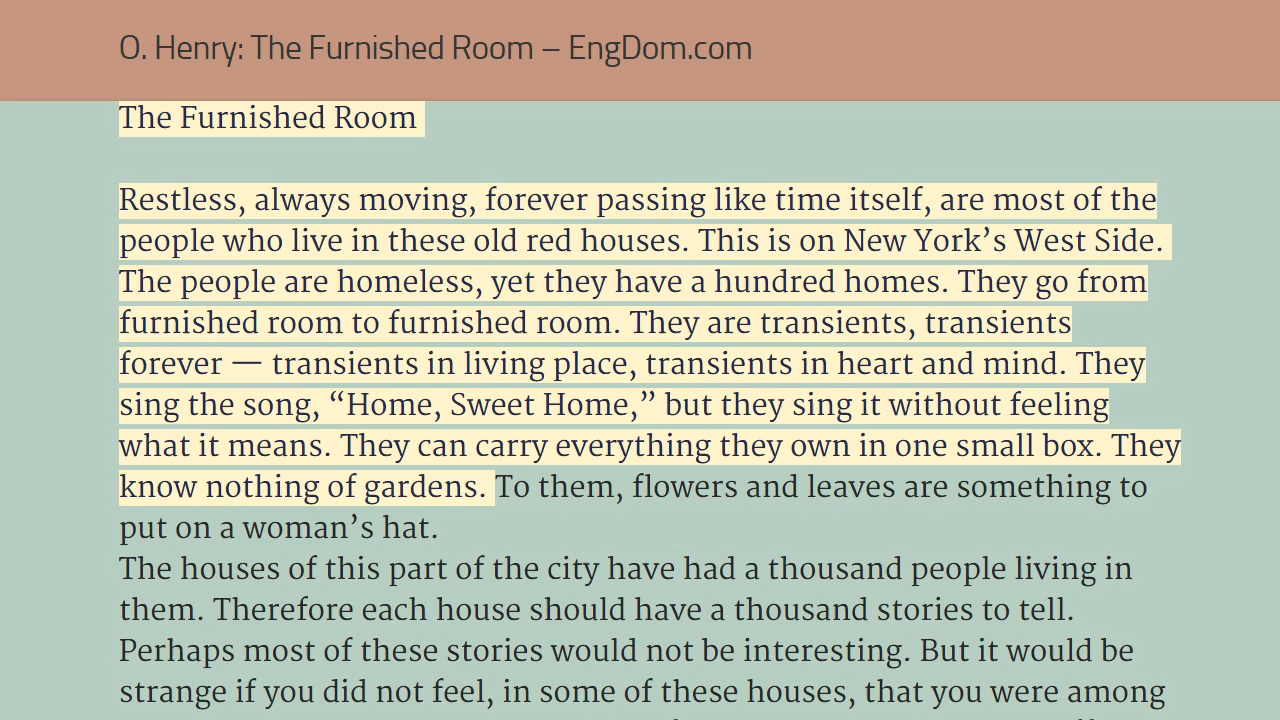 O. Henry: The Furnished Room – EngDom.com
The Furnished Room
Restless, always moving, forever passing like time itself, are most of the
people who live in these old red houses. This is on New York’s West Side.
The people are homeless, yet they have a hundred homes. They go from
furnished room to furnished room. They are transients, transients
forever — transients in living place, transients in heart and mind. They
sing the song, “Home, Sweet Home,” but they sing it without feeling
what it means. They can carry everything they own in one small box. They
know nothing of gardens. To them, flowers and leaves are something to
put on a woman’s hat.
The houses of this part of the city have had a thousand people living in
them. Therefore each house should have a thousand stories to tell.
Perhaps most of these stories would not be interesting. But it would be
strange if you did not feel, in some of these houses, that you were among